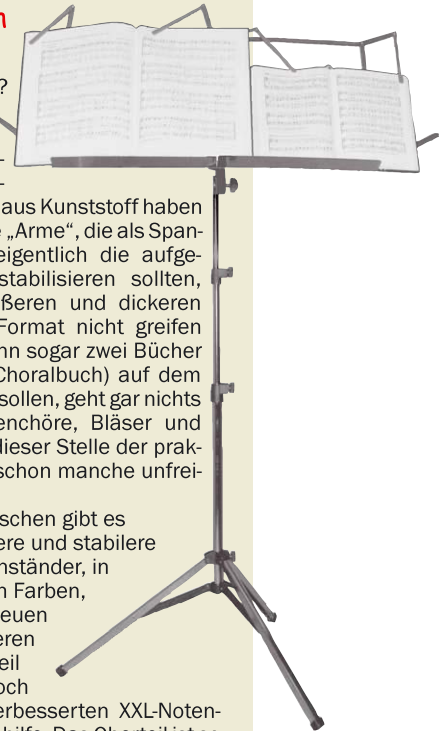 n
?
aus Kunststoff haben
„Arme“, die als Span-
eigentlich die aufge-
stabilisieren sollten,
ßeren und dickeren
Format nicht greifen
nn sogar zwei Bücher
Choralbuch) auf dem
sollen, geht gar nichts
enchöre, Bläser und
dieser Stelle der prak-
schon manche unfrei-
schen gibt es
ere und stabilere
nständer, in
n Farben,
euen
eren
eil
och
erbesserten XXL-Noten-